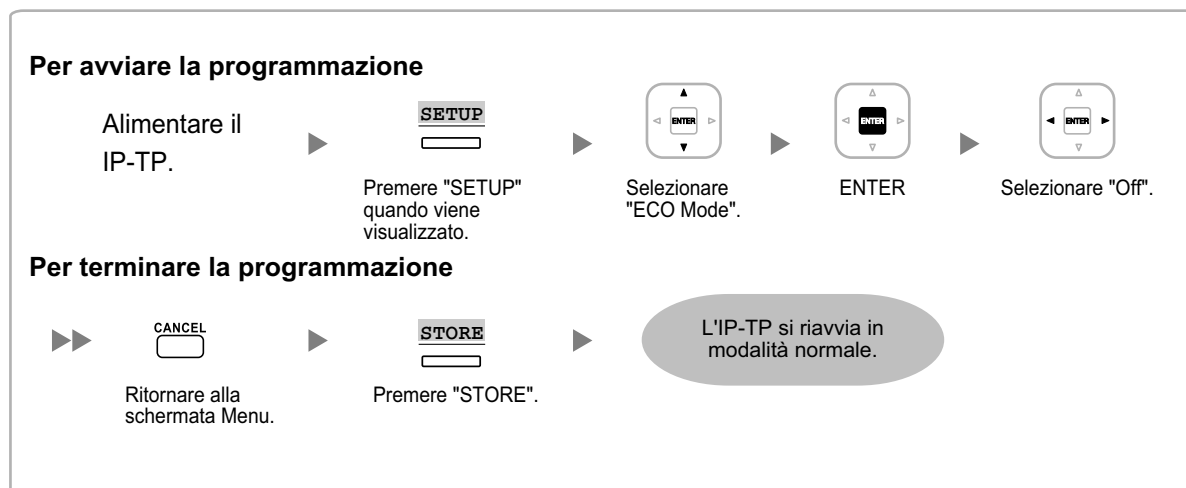 Per avviare la programmazione
Alimentare il
IP-TP.
SETUP
Premere "SETUP"
quando viene
visualizzato.
ENTER
Selezionare
"ECO Mode".
ENTER
ENTER
ENTER
Selezionare "Off".
Per terminare la programmazione
CANCEL
Ritornare alla
schermata Menu.
STORE
Premere "STORE".
L'IP-TP si riavvia in
modalità normale.